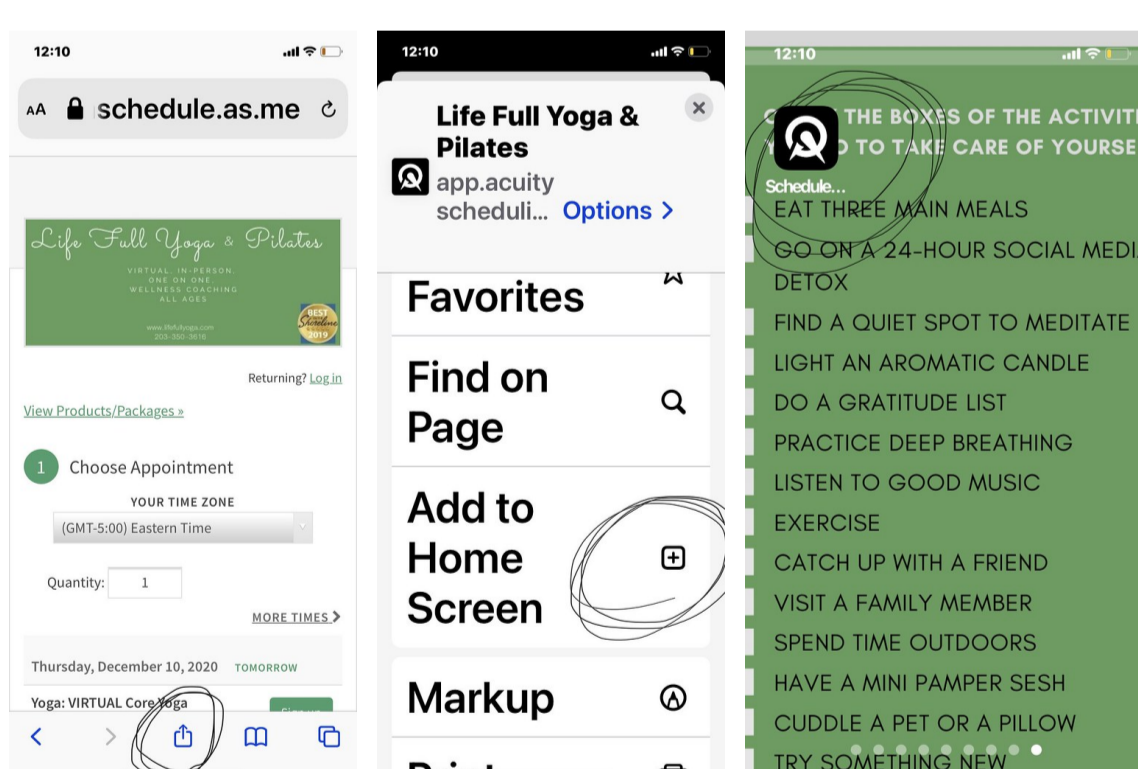 12:10
AA schedule.as.me
Life Full Yoga & Pilates
VIRTUAL, IN-PERSON,
ONE ON ONE,
WELLNESS COACHING
ALL AGES
www.lifefullyoga.com
203-350-3616
BEST
Shoreline
2019
Returning? Log in
View Products/Packages »
1 Choose Appointment
YOUR TIME ZONE
(GMT-5:00) Eastern Time
Quantity: 1
MORE TIMES
Thursday, December 10, 2020 TOMORROW
Yoga: VIRTUAL Core Yoga
12:10
Life Full Yoga &
Pilates
app.acuity
scheduli... Options >
Favorites
Find on
Page
Add to
Home
Screen
Markup
12:10
THE BOXES OF THE
TO TAKE CARE OF
Schedule...
EAT THREE MAIN MEALS
GO ON A 24-HOUR SOCIAL
DETOX
FIND A QUIET SPOT TO MEDITATE
LIGHT AN AROMATIC CANDLE
DO A GRATITUDE LIST
PRACTICE DEEP BREATHING
LISTEN TO GOOD MUSIC
EXERCISE
CATCH UP WITH A FRIEND
VISIT A FAMILY MEMBER
SPEND TIME OUTDOORS
HAVE A MINI PAMPER SESH
CUDDLE A PET OR A PILLOW
TRY SOMETHING NEW